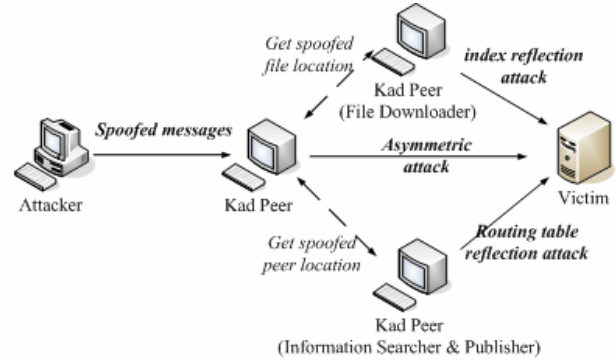 Get spoofed
file location
Kad Peer
(File Downloader)
index reflection
attack
Spoofed messages
Asymmetric
attack
Attacker
Kad Peer
Victim
Get spoofed
peer location
Routing table
reflection attack
Kad Peer
(Information Searcher & Publisher)